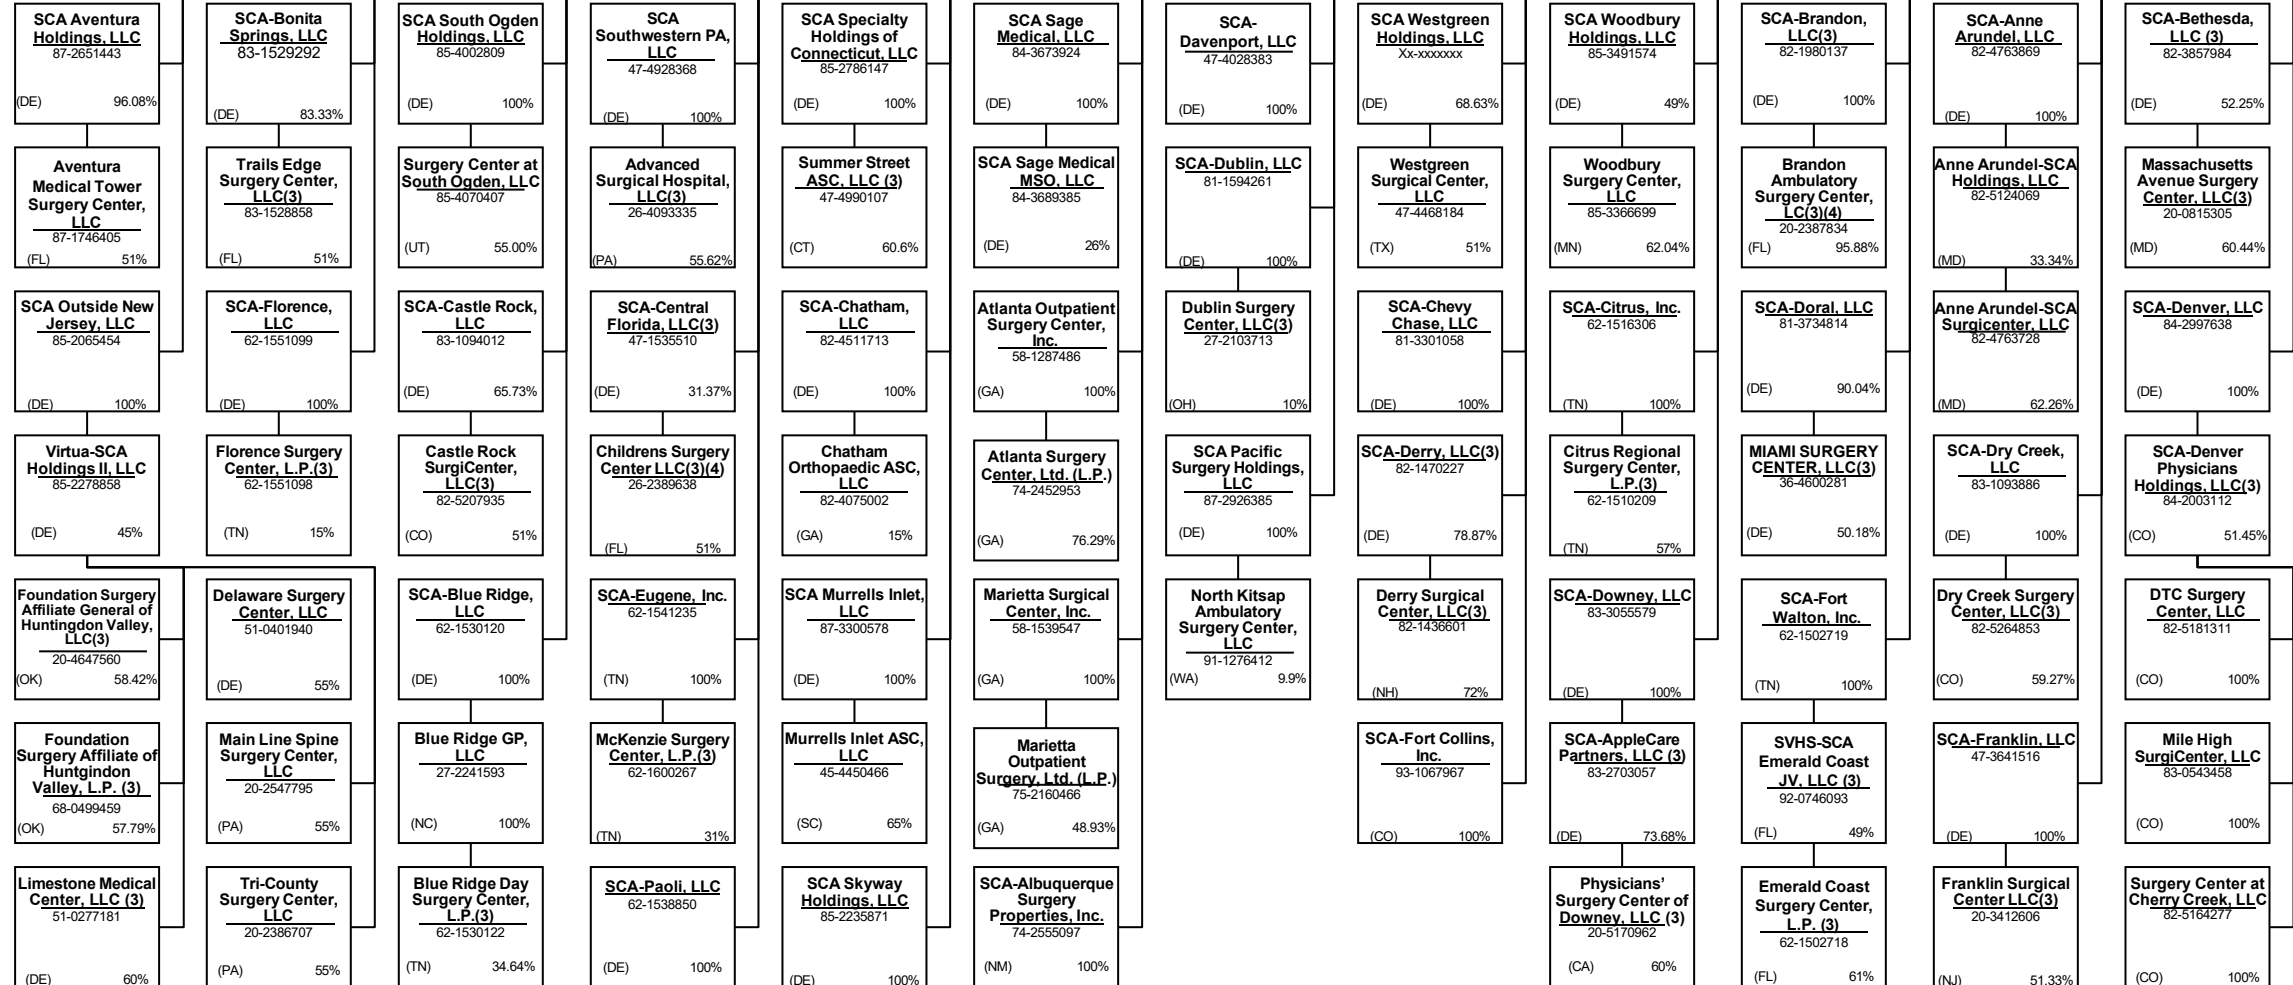 SCA Aventura
Holdings, LLC
87-2651443
(DE) 96.08%
Aventura
Medical Tower
Surgery Center,
LLC
87-1746405
(FL) 51%
SCA Outside New
Jersey, LLC
85-2065454
(DE) 100%
Virtua-SCA
Holdings II, LLC
85-2278858
(DE) 45%
Foundation Surgery
Affiliate General of
Huntingdon Valley,
LLC(3)
20-4647560
(OK) 58.42%
Foundation
Surgery Affiliate of
Huntgindon
Valley, L.P. (3)
68-0499459
(OK) 57.79%
Limestone Medical
Center, LLC (3)
51-0277181
(DE) 60%
SCA-Bonita
Springs, LLC
83-1529292
(DE) 83.33%
Trails Edge
Surgery Center,
LLC(3)
83-1528858
(FL) 51%
SCA-Florence,
LLC
62-1551099
(DE) 100%
Florence Surgery
Center, L.P.(3)
62-1551098
(TN) 15%
Delaware Surgery
Center, LLC
51-0401940
(DE) 55%
Main Line Spine
Surgery Center,
LLC
20-2547795
(PA) 55%
Tri-County
Surgery Center,
LLC
20-2386707
(PA) 55%
SCA South Ogden
Holdings, LLC
85-4002809
(DE) 100%
Surgery Center at
South Ogden, LLC
85-4070407
(UT) 55.00%
SCA-Castle Rock,
LLC
83-1094012
(DE) 65.73%
Castle Rock
SurgiCenter,
LLC(3)
82-5207935
(CO) 51%
SCA-Blue Ridge,
LLC
62-1530120
(DE) 100%
Blue Ridge GP,
LLC
27-2241593
(NC) 100%
Blue Ridge Day
Surgery Center,
L.P.(3)
62-1530122
(TN) 34.64%
SCA
Southwestern PA,
LLC
47-4928368
(DE) 100%
Advanced
Surgical Hospital,
LLC(3)
26-4093335
(PA) 55.62%
SCA-Central
Florida, LLC(3)
47-1535510
(DE) 31.37%
Childrens Surgery
Center LLC(3)(4)
26-2389638
(FL) 51%
SCA-Eugene, Inc.
62-1541235
(TN) 100%
McKenzie Surgery
Center, L.P.(3)
62-1600267
(TN) 31%
SCA-Paoli, LLC
62-1538850
(DE) 100%
SCA Specialty
Holdings of
Connecticut, LLC
85-2786147
(DE) 100%
Summer Street
ASC, LLC (3)
47-4990107
(CT) 60.6%
SCA-Chatham,
LLC
82-4511713
(DE) 100%
Chatham
Orthopaedic ASC,
LLC
82-4075002
(GA) 15%
SCA Murrells Inlet,
LLC
87-3300578
(DE) 100%
Murrells Inlet ASC,
LLC
45-4450466
(SC) 65%
SCA Skyway
Holdings, LLC
85-2235871
(DE) 100%
SCA Sage
Medical, LLC
84-3673924
(DE) 100%
SCA Sage Medical
MSO, LLC
84-3689385
(DE) 26%
Atlanta Outpatient
Surgery Center,
Inc.
58-1287486
(GA) 100%
Atlanta Surgery
Center, Ltd. (L.P.)
74-2452953
(GA) 76.29%
Marietta Surgical
Center, Inc.
58-1539547
(GA) 100%
Marietta
Outpatient
Surgery, Ltd. (L.P.)
75-2160466
(GA) 48.93%
SCA-Albuquerque
Surgery
Properties, Inc.
74-2555097
(NM) 100%
SCA-
Davenport, LLC
47-4028383
(DE) 100%
SCA-Dublin, LLC
81-1594261
(DE) 100%
Dublin Surgery
Center, LLC(3)
27-2103713
(OH) 10%
SCA Pacific
Surgery Holdings,
LLC
87-2926385
(DE) 100%
North Kitsap
Ambulatory
Surgery Center,
LLC
91-1276412
(WA) 9.9%
SCA Westgreen
Holdings, LLC
Xx-xxxxxxx
(DE) 68.63%
Westgreen
Surgical Center,
LLC
47-4468184
(TX) 51%
SCA-Chevy
Chase, LLC
81-3301058
(DE) 100%
SCA-Derry, LLC(3)
82-1470227
(DE) 78.87%
Derry Surgical
Center, LLC(3)
82-1436601
(NH) 72%
SCA-Fort Collins,
Inc.
93-1067967
(CO) 100%
SCA Woodbury
Holdings, LLC
85-3491574
(DE) 49%
Woodbury
Surgery Center,
LLC
85-3366699
(MN) 62.04%
SCA-Citrus, Inc.
62-1516306
(TN) 100%
Citrus Regional
Surgery Center,
L.P.(3)
62-1510209
(TN) 57%
SCA-Downey, LLC
83-3055579
(DE) 100%
SCA-AppleCare
Partners, LLC (3)
83-2703057
(DE) 73.68%
Physicians’
Surgery Center of
Downey, LLC (3)
20-5170962
(CA) 60%
SCA-Brandon,
LLC(3)
82-1980137
(DE) 100%
Brandon
Ambulatory
Surgery Center,
LC(3)(4)
20-2387834
(FL) 95.88%
SCA-Doral, LLC
81-3734814
(DE) 90.04%
MIAMI SURGERY
CENTER, LLC(3)
36-4600281
(DE) 50.18%
SCA-Fort
Walton, Inc.
62-1502719
(TN) 100%
SVHS-SCA
Emerald Coast
JV, LLC (3)
92-0746093
(FL) 49%
Emerald Coast
Surgery Center,
L.P. (3)
62-1502718
(FL) 61%
SCA-Anne
Arundel, LLC
82-4763869
(DE) 100%
Anne Arundel-SCA
Holdings, LLC
82-5124069
(MD) 33.34%
Anne Arundel-SCA
Surgicenter, LLC
82-4763728
(MD) 62.26%
SCA-Dry Creek,
LLC
83-1093886
(DE) 100%
Dry Creek Surgery
Center, LLC(3)
82-5264853
(CO) 59.27%
SCA-Franklin, LLC
47-3641516
(DE) 100%
Franklin Surgical
Center LLC(3)
20-3412606
(NJ) 51.33%
SCA-Bethesda,
LLC (3)
82-3857984
(DE) 52.25%
Massachusetts
Avenue Surgery
Center, LLC(3)
20-0815305
(MD) 60.44%
SCA-Denver, LLC
84-2997638
(DE) 100%
SCA-Denver
Physicians
Holdings, LLC(3)
84-2003112
(CO) 51.45%
DTC Surgery
Center, LLC
82-5181311
(CO) 100%
Mile High
SurgiCenter, LLC
83-0543458
(CO) 100%
Surgery Center at
Cherry Creek, LLC
82-5164277
(CO) 100%